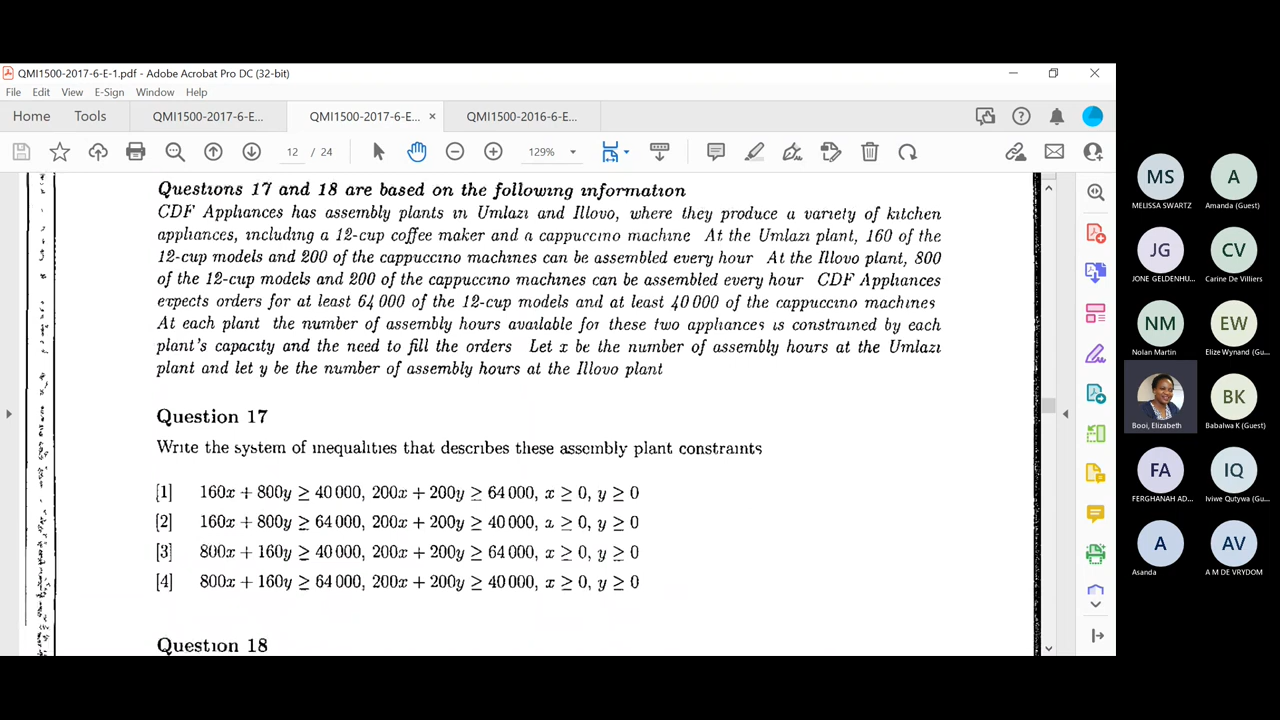 QMI1500-2017-6-E-1.pdf - Adobe Acrobat Pro DC (32-bit)
File Edit View E-Sign Window Help
Home Tools QMI1500-2017-6-E... QMI1500-2017-6-E... × QMI1500-2016-6-E...
12 / 24 129%
Questions 17 and 18 are based on the following information
CDF Appliances has assembly plants in Umlazi and Illovo, where they produce a variety of kitchen
appliances, including a 12-cup coffee maker and a cappuccino machine At the Umlazi plant, 160 of the
12-cup models and 200 of the cappuccino machines can be assembled every hour At the Illovo plant, 800
of the 12-cup models and 200 of the cappuccino machines can be assembled every hour CDF Appliances
expects orders for at least 64 000 of the 12-cup models and at least 40 000 of the cappuccino machines
At each plant the number of assembly hours available for these two appliances is constrained by each
plant's capacity and the need to fill the orders Let x be the number of assembly hours at the Umlazi
plant and let y be the number of assembly hours at the Illovo plant
Question 17
Write the system of inequalities that describes these assembly plant constraints
[1] 160x + 800y ≥ 40 000, 200x + 200y ≥ 64 000, x ≥ 0, y ≥ 0
[2] 160x + 800y ≥ 64 000, 200x + 200y ≥ 40 000, x ≥ 0, y ≥ 0
[3] 800x + 160y ≥ 40 000, 200x + 200y ≥ 64 000, x ≥ 0, y ≥ 0
[4] 800x + 160y ≥ 64 000, 200x + 200y ≥ 40 000, x ≥ 0, y ≥ 0
Question 18
MS A
MELISSA SWARTZ Amanda (Guest)
JG CV
JONE GELDENHU... Carine De Villiers
NM EW
Nolan Martin Elize Wynand (Gu...
BK
Booi, Elizabeth Babalwa K (Guest)
FA IQ
FERGHANAH AD... Iviwe Qutywa (Gu...
A AV
Asanda A M DE VRYDOM